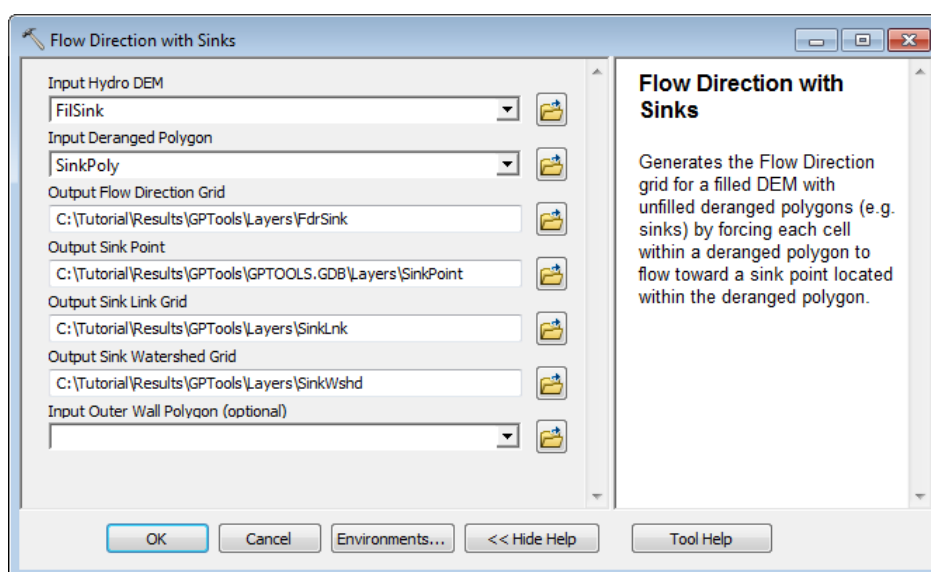 Flow Direction with Sinks
Input Hydro DEM
FilSink
Input Deranged Polygon
SinkPoly
Output Flow Direction Grid
C:\Tutorial\Results\GPTools\Layers\FdrSink
Output Sink Point
C:\Tutorial\Results\GPTools\GPTOOLS.GDB\Layers\SinkPoint
Output Sink Link Grid
C:\Tutorial\Results\GPTools\Layers\SinkLnk
Output Sink Watershed Grid
C:\Tutorial\Results\GPTools\Layers\SinkWshd
Input Outer Wall Polygon (optional)
OK Cancel Environments... << Hide Help
Flow Direction with
Sinks
Generates the Flow Direction
grid for a filled DEM with
unfilled deranged polygons (e.g.
sinks) by forcing each cell
within a deranged polygon to
flow toward a sink point located
within the deranged polygon.
Tool Help